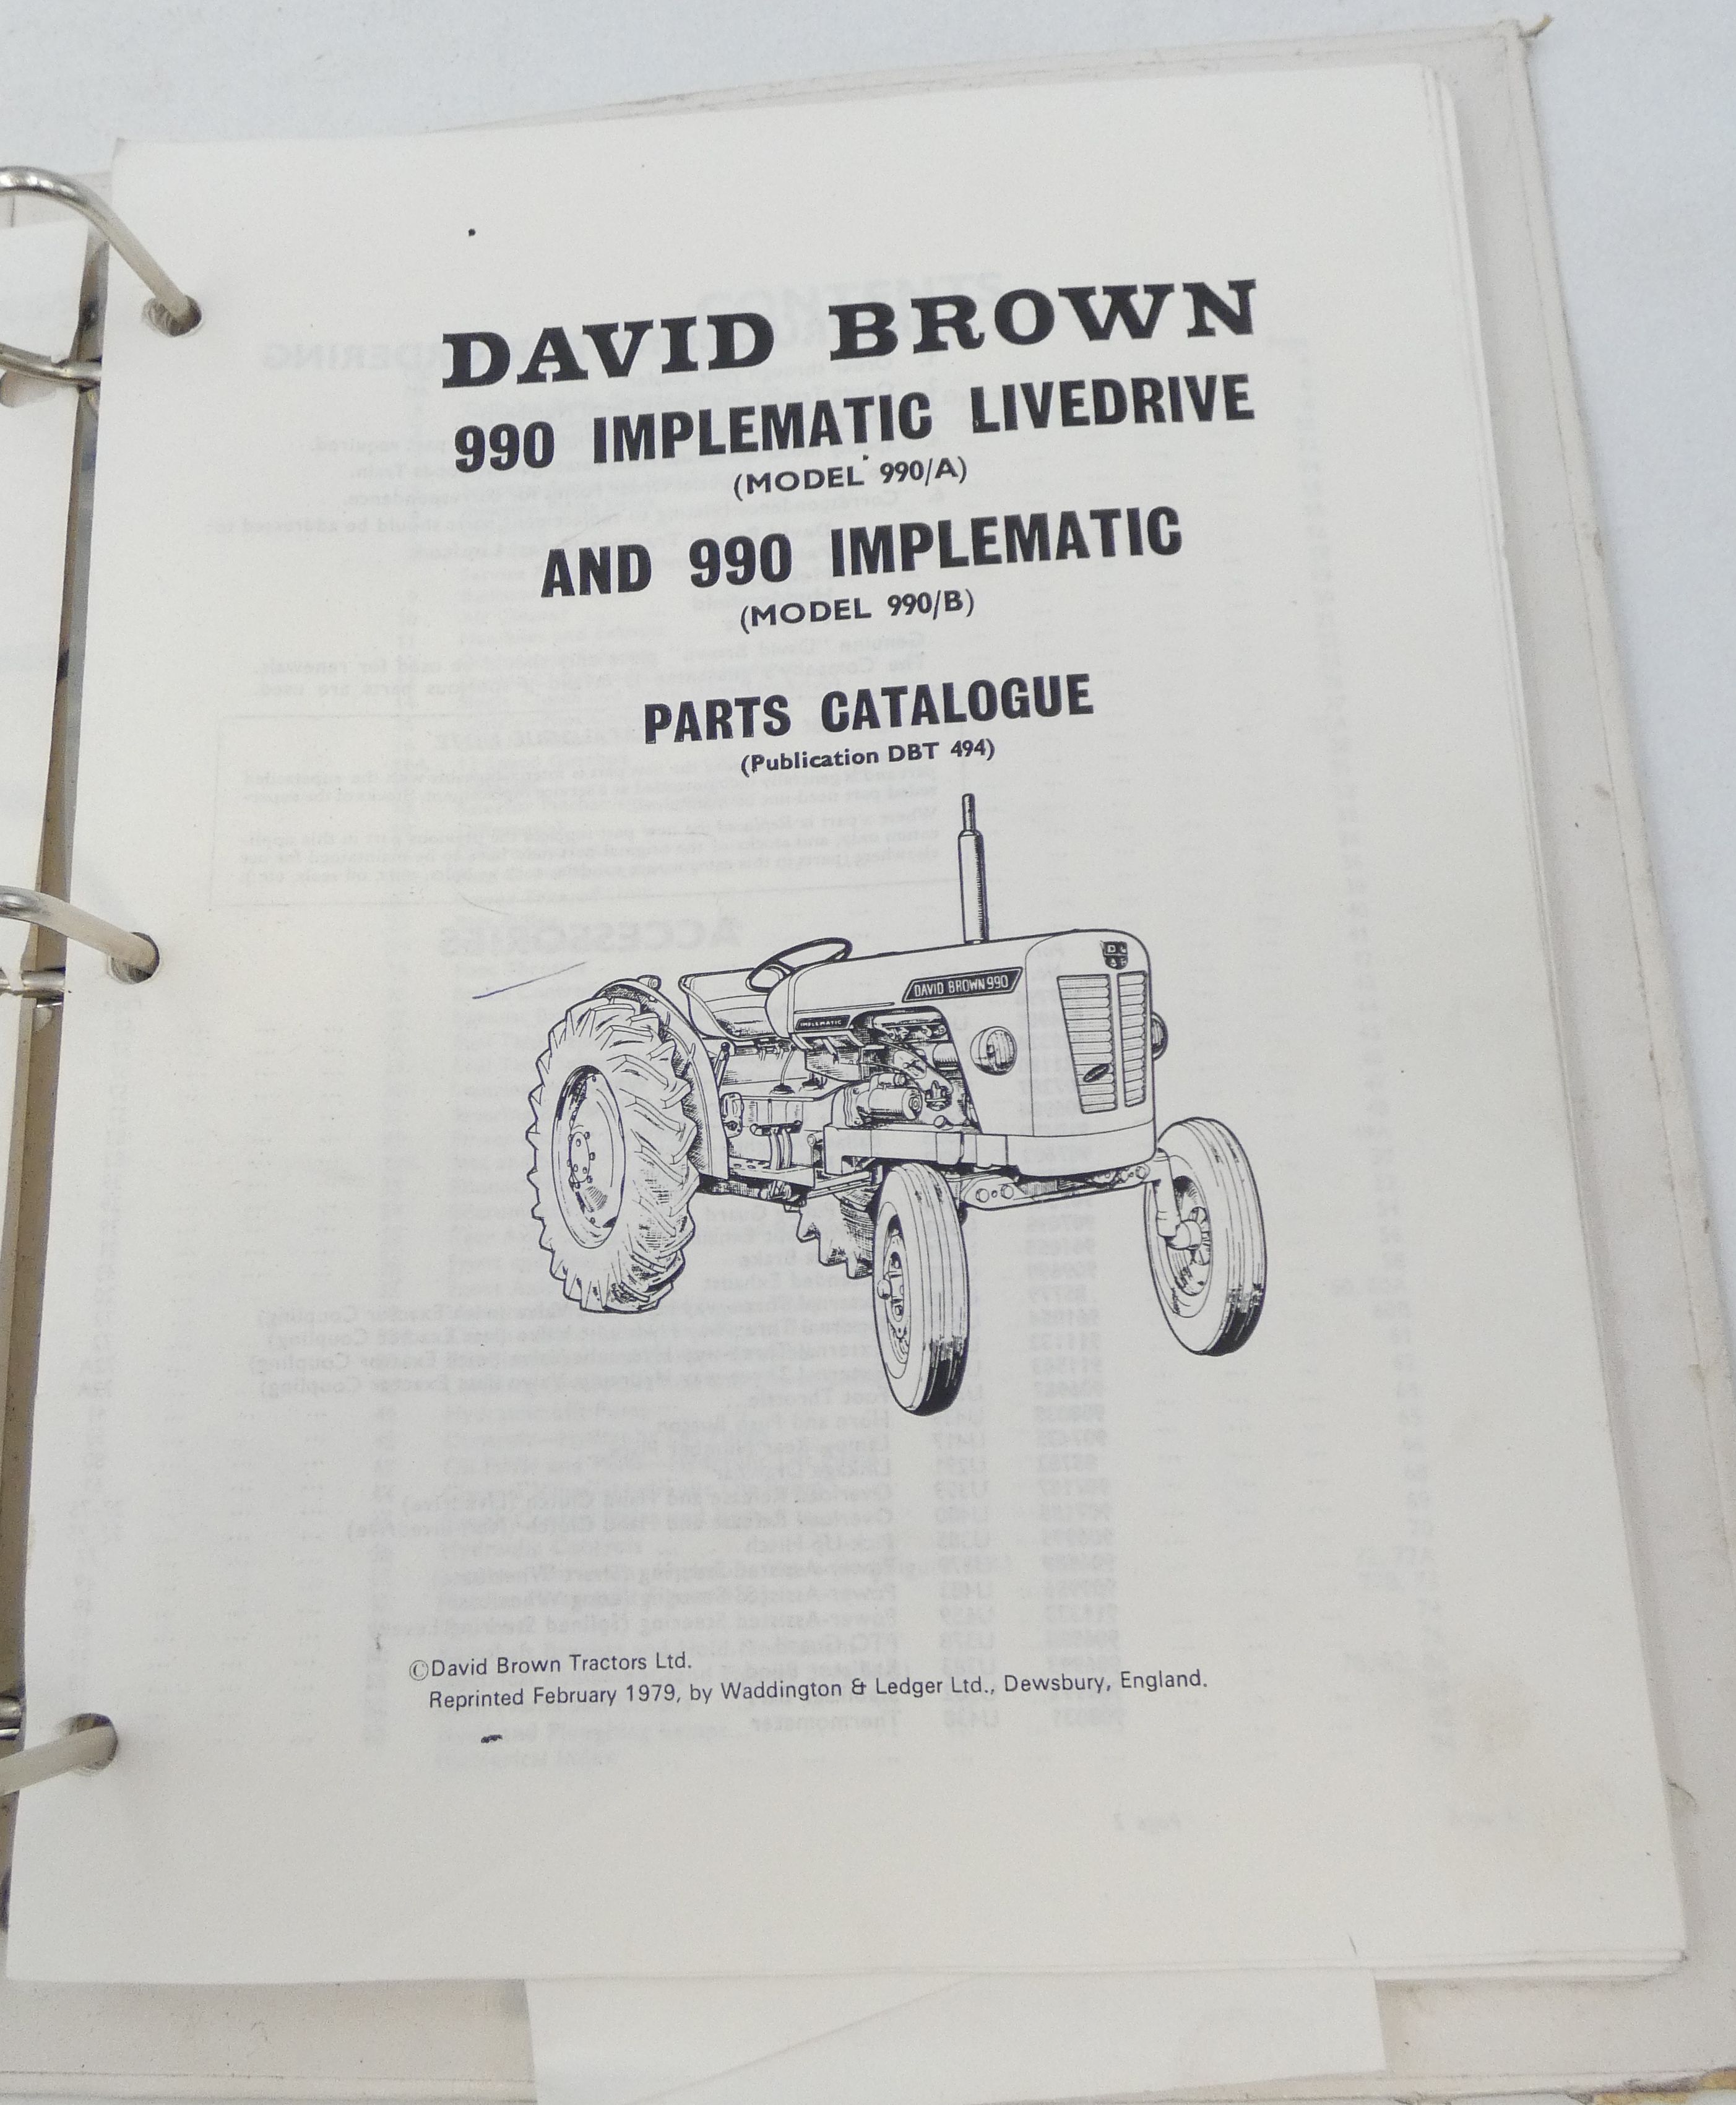 DAVID BROWN
990 IMPLEMATIC LIVEDRIVE
(MODEL 990/A)
AND 990 IMPLEMATIC
(MODEL 990/B)
PARTS CATALOGUE
(Publication DBT 494)
DAVID BROWN 990
IMPLEMATIC
©David Brown Tractors Ltd.
Reprinted February 1979, by Waddington & Ledger Ltd., Dewsbury, England.